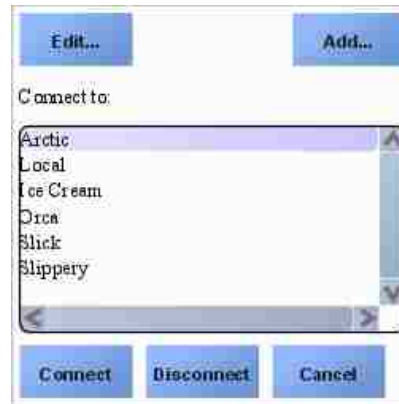 Edit... Add...
Connect to:
Arctic
Local
Ice Cream
Orca
Slick
Slippery
Connect Disconnect Cancel